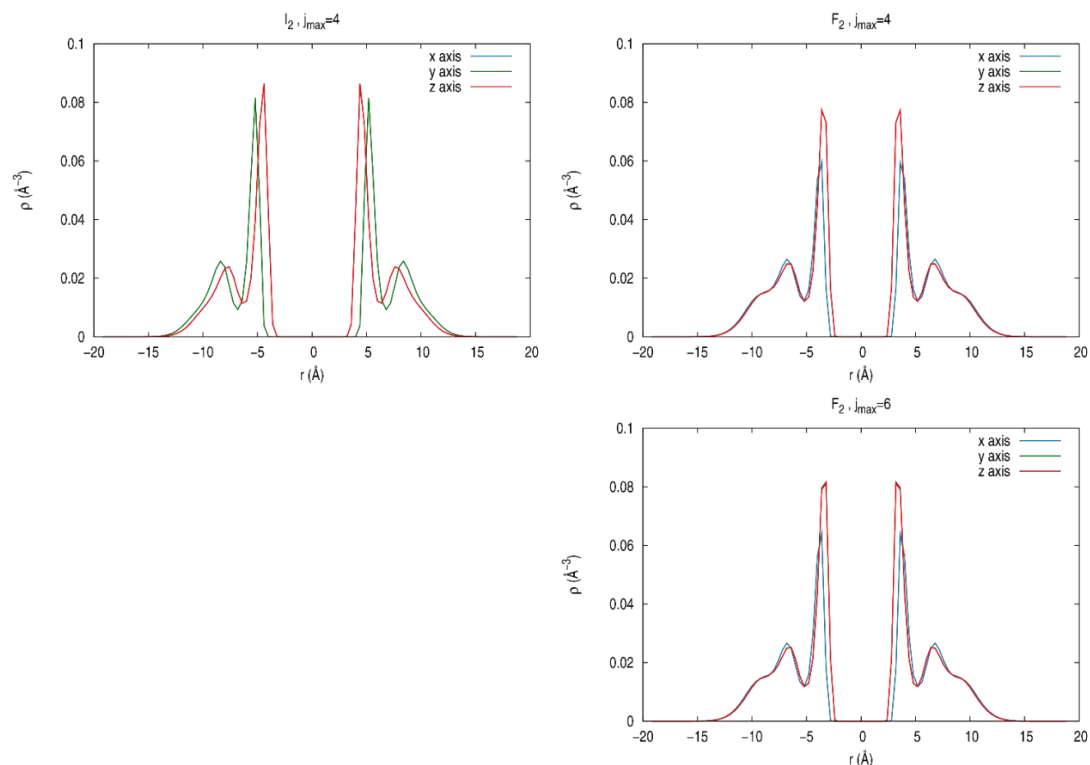 I₂ , jₘₐₓ=4
0.1
0.08
0.06
0.04
0.02
0
ρ (Å⁻³)
x axis
y axis
z axis
−20 −15 −10 −5 0 5 10 15 20
r (Å)
F₂ , jₘₐₓ=4
0.1
0.08
0.06
0.04
0.02
0
ρ (Å⁻³)
x axis
y axis
z axis
−20 −15 −10 −5 0 5 10 15 20
r (Å)
F₂ , jₘₐₓ=6
0.1
0.08
0.06
0.04
0.02
0
ρ (Å⁻³)
x axis
y axis
z axis
−20 −15 −10 −5 0 5 10 15 20
r (Å)